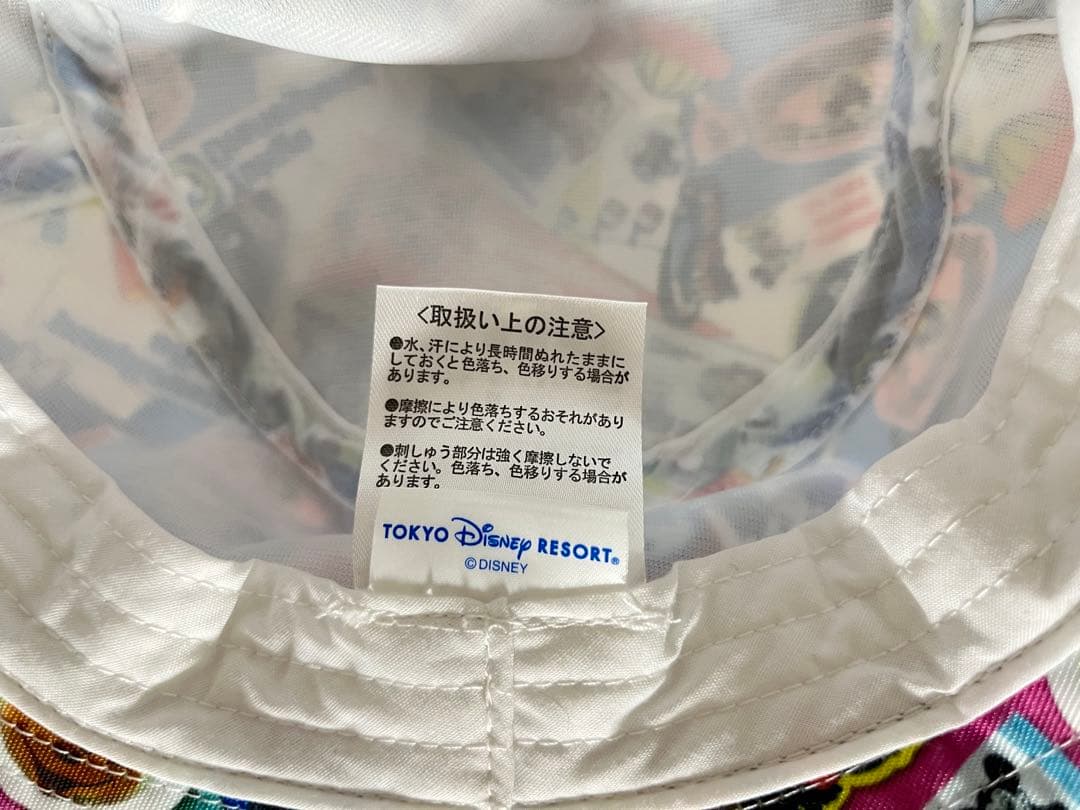 <取扱い上の注意>
●水、汗により長時間ぬれたままに
しておくと色落ち、色移りする場合が
あります。
●摩擦により色落ちするおそれがあり
ますのでご注意ください。
●刺しゅう部分は強く摩擦しないで
ください。色落ち、色移りする場合が
あります。
TOKYO Disney RESORT®
©DISNEY